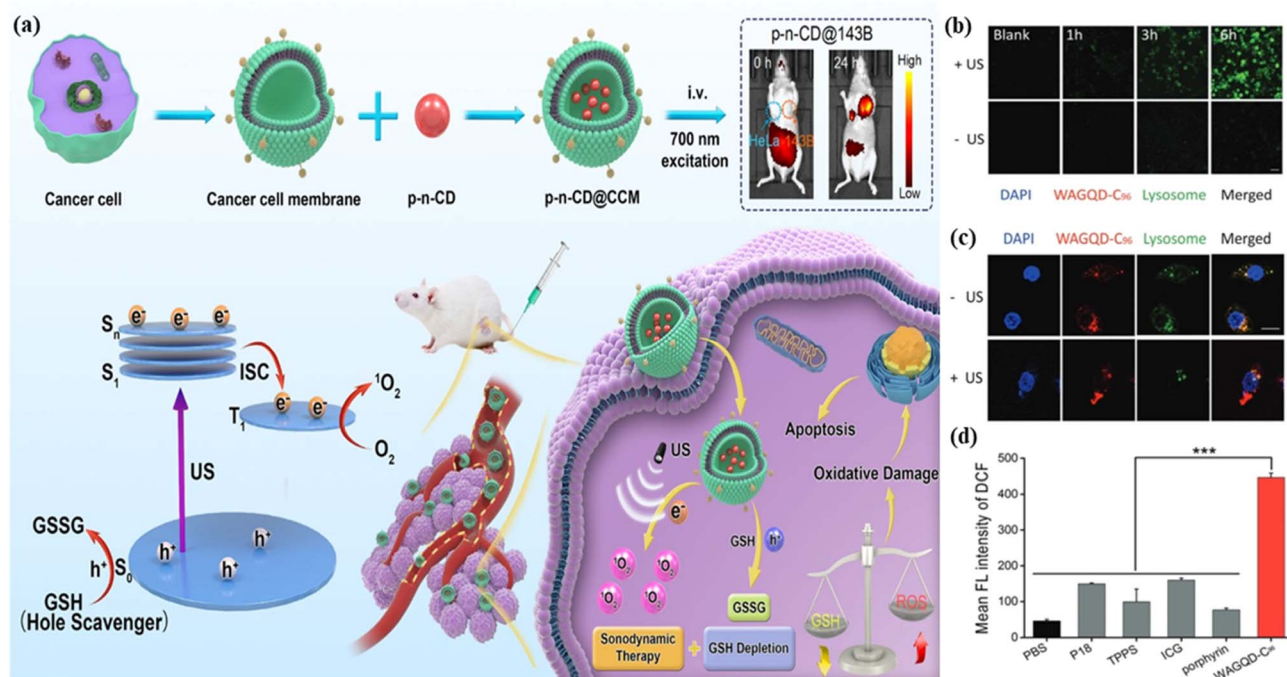 (a)
Cancer cell
Cancer cell membrane
p-n-CD
p-n-CD@CCM
i.v.
700 nm
excitation
p-n-CD@143B
0 h
24 h
HeLa
143B
High
Low
Sn
S1
e-
e-
e-
ISC
T1
e-
e-
¹O2
O2
US
GSSG
h+
S0
GSH
(Hole Scavenger)
h+
h+
h+
US
e-
¹O2
¹O2
¹O2
¹O2
GSH
h+
GSSG
Sonodynamic
Therapy
+
GSH Depletion
Apoptosis
Oxidative Damage
GSH
ROS
(b)
Blank
1h
3h
6h
+ US
- US
DAPI
WAGQD-C96
Lysosome
Merged
(c)
DAPI
WAGQD-C96
Lysosome
Merged
- US
+ US
(d)
Mean FL intensity of DCF
500
400
300
200
100
0
***
PBS
P18
TPPS
ICG
porphyrin
WAGQD-C96